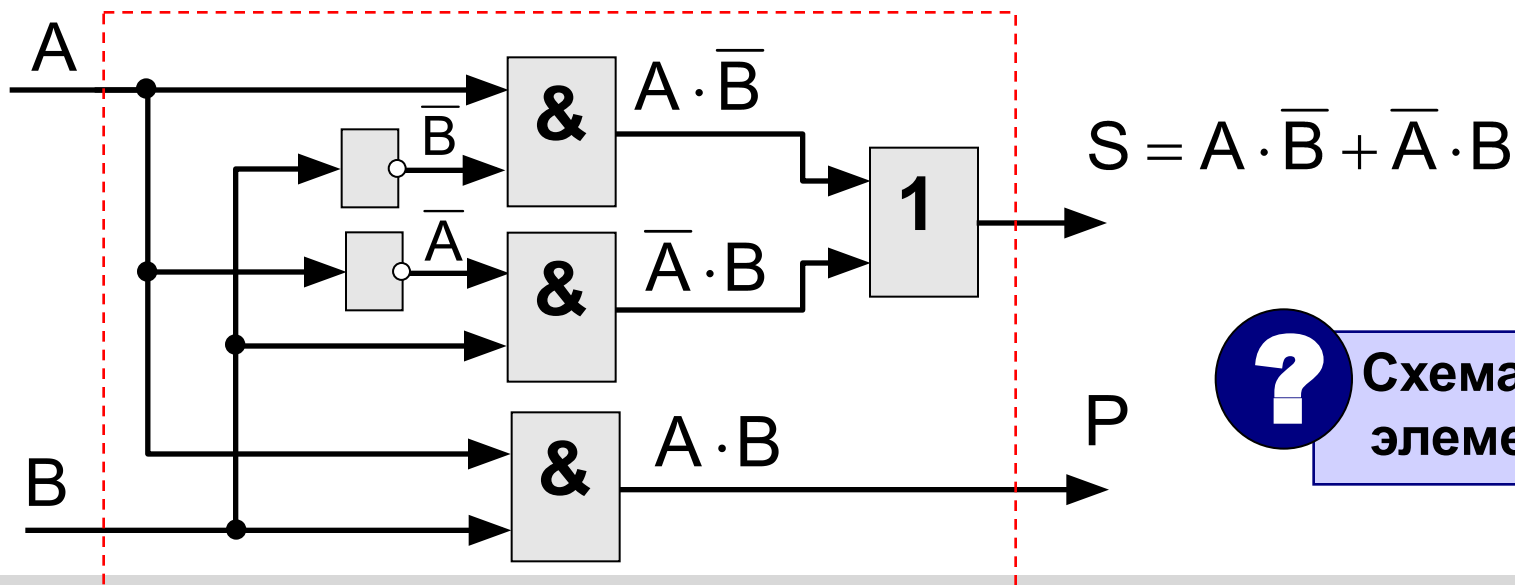 A
&
A · B̅
B̅
S = A · B̅ + A̅ · B
1
A̅
&
A̅ · B
Схема
элеме
P
&
A · B
B
?